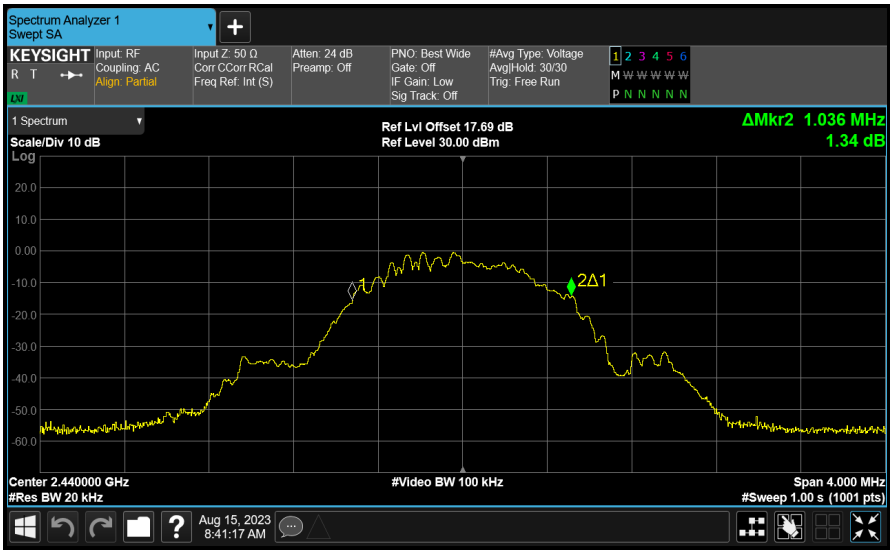 Spectrum Analyzer 1
Swept SA
+
KEYSIGHT
R T
LXI
Input: RF
Coupling: AC
Align: Partial
Input Z: 50 Ω
Corr CCorr RCal
Freq Ref: Int (S)
Atten: 24 dB
Preamp: Off
PNO: Best Wide
Gate: Off
IF Gain: Low
Sig Track: Off
#Avg Type: Voltage
Avg|Hold: 30/30
Trig: Free Run
1 2 3 4 5 6
M W W W W W
P N N N N N
1 Spectrum
Scale/Div 10 dB
Ref Lvl Offset 17.69 dB
Ref Level 30.00 dBm
ΔMkr2 1.036 MHz
1.34 dB
Log
20.0
10.0
0.00
-10.0
-20.0
-30.0
-40.0
-50.0
-60.0
1
2Δ1
Center 2.440000 GHz
#Res BW 20 kHz
#Video BW 100 kHz
Span 4.000 MHz
#Sweep 1.00 s (1001 pts)
?
Aug 15, 2023
8:41:17 AM